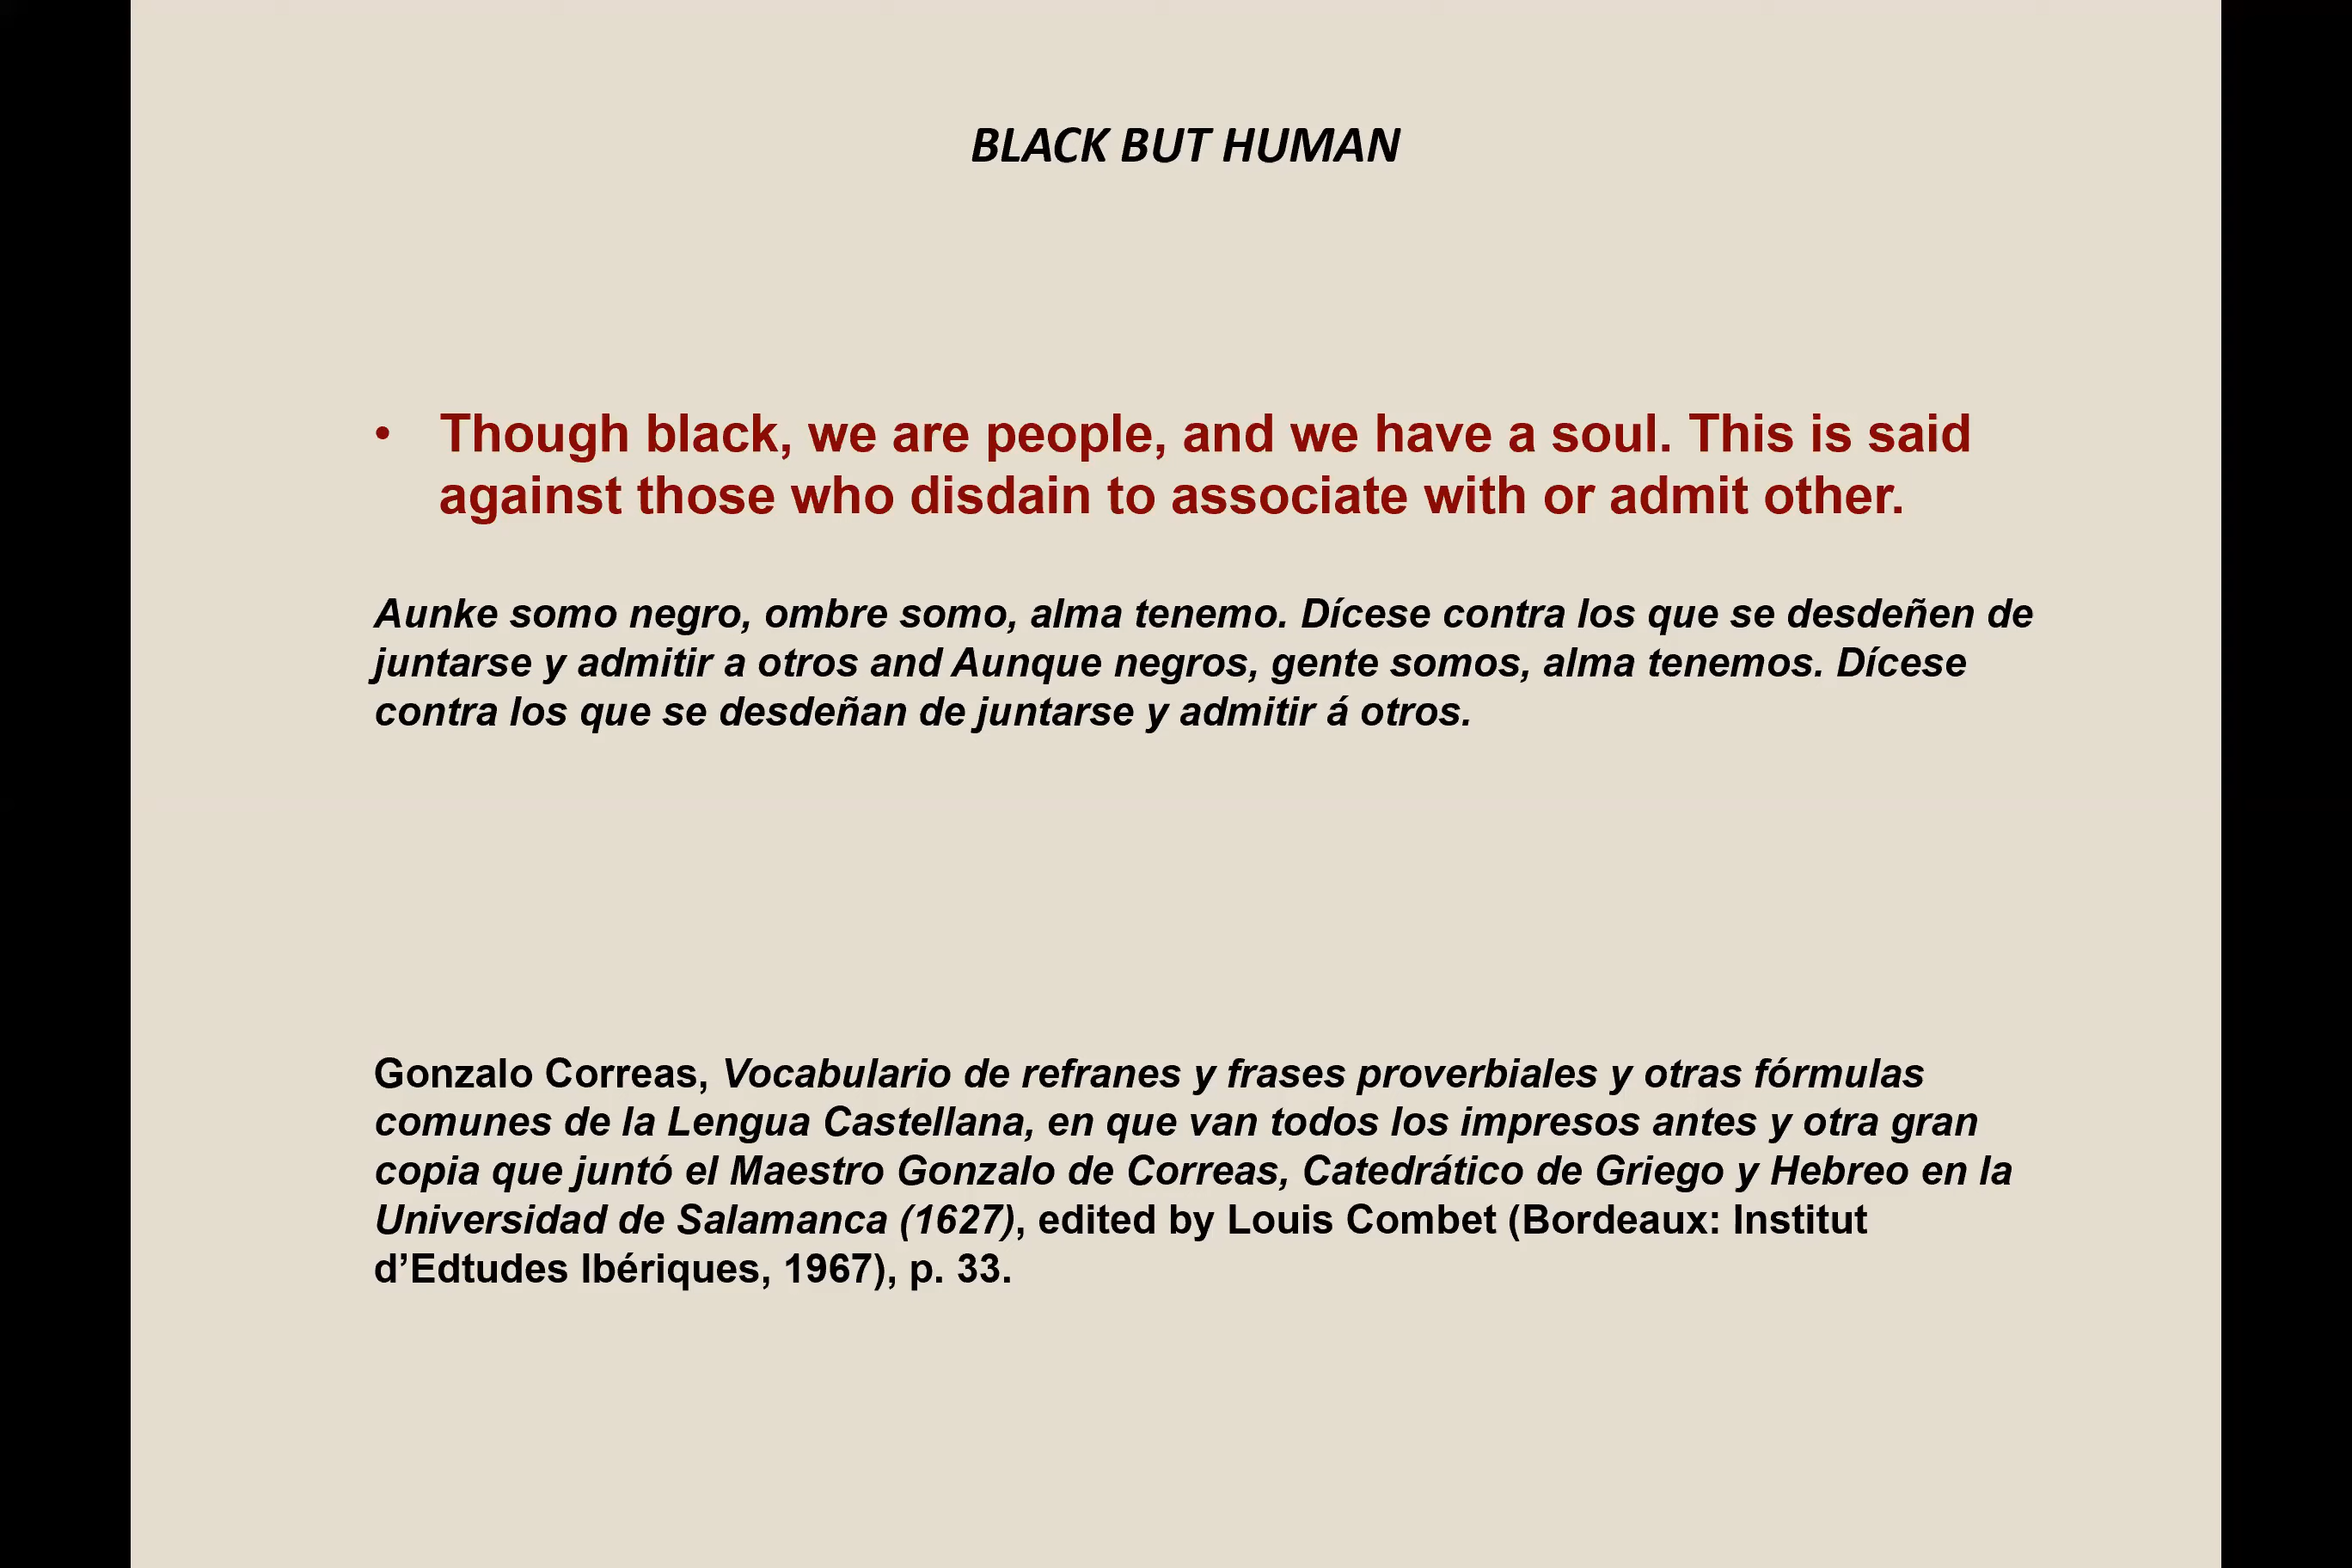 BLACK BUT HUMAN
• Though black, we are people, and we have a soul. This is said
against those who disdain to associate with or admit other.
Aunke somo negro, ombre somo, alma tenemo. Dícese contra los que se desdeñen de
juntarse y admitir a otros and Aunque negros, gente somos, alma tenemos. Dícese
contra los que se desdeñan de juntarse y admitir á otros.
Gonzalo Correas, Vocabulario de refranes y frases proverbiales y otras fórmulas
comunes de la Lengua Castellana, en que van todos los impresos antes y otra gran
copia que juntó el Maestro Gonzalo de Correas, Catedrático de Griego y Hebreo en la
Universidad de Salamanca (1627), edited by Louis Combet (Bordeaux: Institut
d’Edtudes Ibériques, 1967), p. 33.